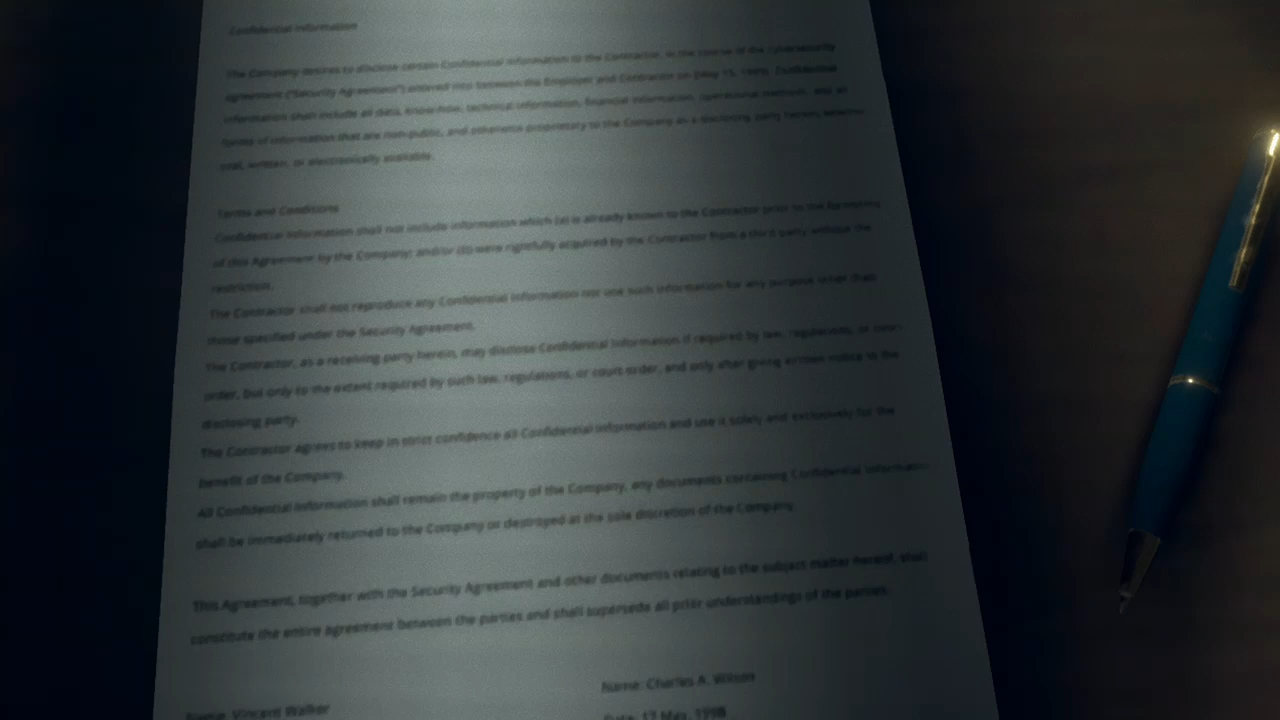 Confidential Information
The Company desires to disclose certain Confidential Information to the Contractor, in the course of the cybersecurity
agreement ("Security Agreement") entered into between the Employer and Contractor on (May 15, 1997). Confidential
information shall include all data, know-how, technical information, financial information, operational methods, any all
forms of information that are non-public, and otherwise proprietary to the Company as a disclosing party herein, whether
oral, written, or electronically available.
Terms and Conditions
Confidential Information shall not include information which (a) is already known to the Contractor prior to the furnishing
of this Agreement by the Company; and/or (b) were rightfully acquired by the Contractor from a third party without the
restriction.
The Contractor shall not reproduce any Confidential Information nor use such information for any purpose other than
those specified under the Security Agreement.
The Contractor, as a receiving party herein, may disclose Confidential Information if required by law, regulations, or court
order, but only to the extent required by such law, regulations, or court order, and only after giving written notice to the
disclosing party.
The Contractor agrees to keep in strict confidence all Confidential Information and use it solely and exclusively for the
benefit of the Company.
All Confidential Information shall remain the property of the Company, any documents containing Confidential Information
shall be immediately returned to the Company or destroyed at the sole discretion of the Company.
This Agreement, together with the Security Agreement and other documents relating to the subject matter hereof, shall
constitute the entire agreement between the parties and shall supersede all prior understandings of the parties.
Name: Charles A. Wilson
Name: Vincent Walker
Date: 17 May, 1998